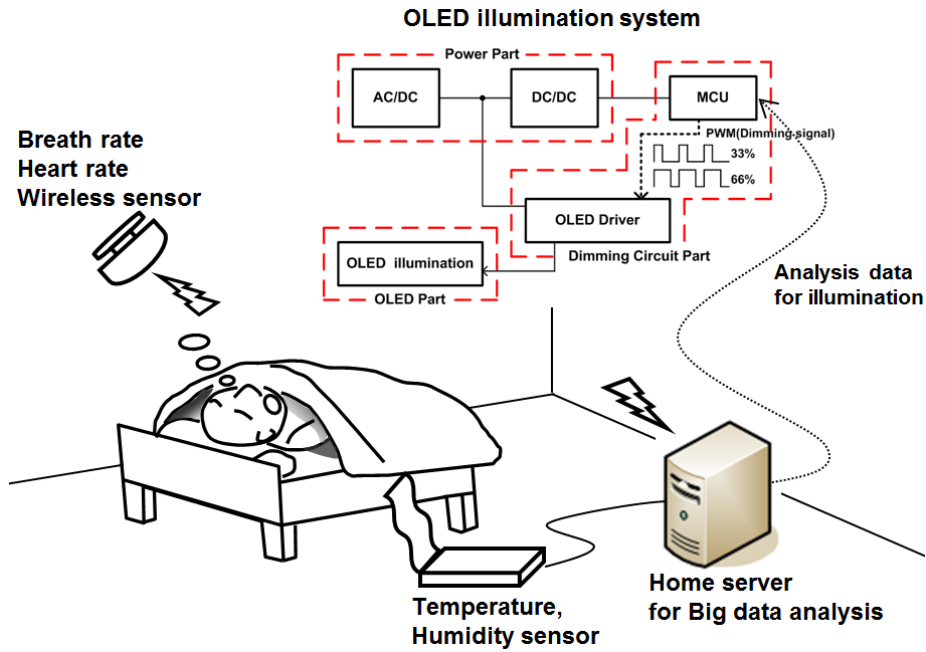 OLED illumination system
Power Part
AC/DC
DC/DC
MCU
PWM(Dimming signal)
33%
66%
OLED Driver
Dimming Circuit Part
OLED illumination
OLED Part
Breath rate
Heart rate
Wireless sensor
Analysis data
for illumination
Temperature,
Humidity sensor
Home server
for Big data analysis